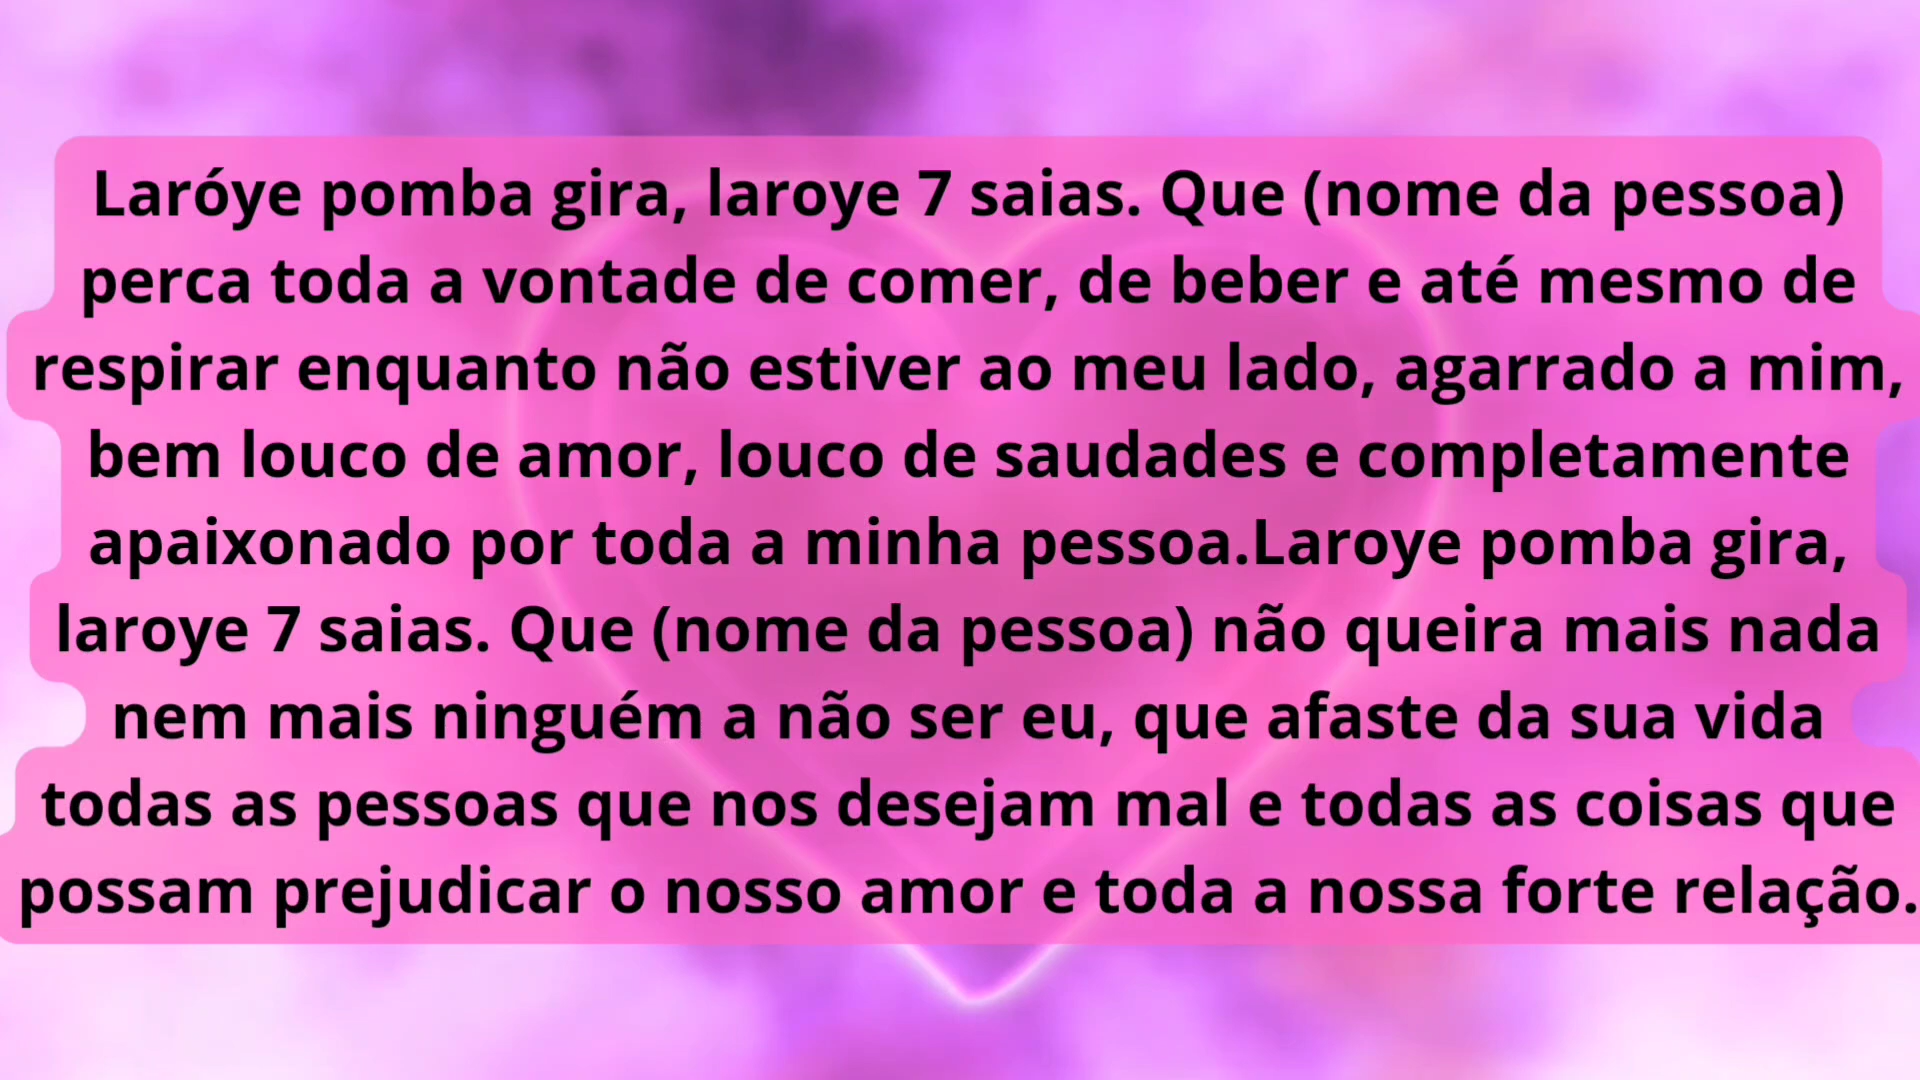 Laróye pomba gira, laroye 7 saias. Que (nome da pessoa)
perca toda a vontade de comer, de beber e até mesmo de
respirar enquanto não estiver ao meu lado, agarrado a mim,
bem louco de amor, louco de saudades e completamente
apaixonado por toda a minha pessoa.Laroye pomba gira,
laroye 7 saias. Que (nome da pessoa) não queira mais nada
nem mais ninguém a não ser eu, que afaste da sua vida
todas as pessoas que nos desejam mal e todas as coisas que
possam prejudicar o nosso amor e toda a nossa forte relação.